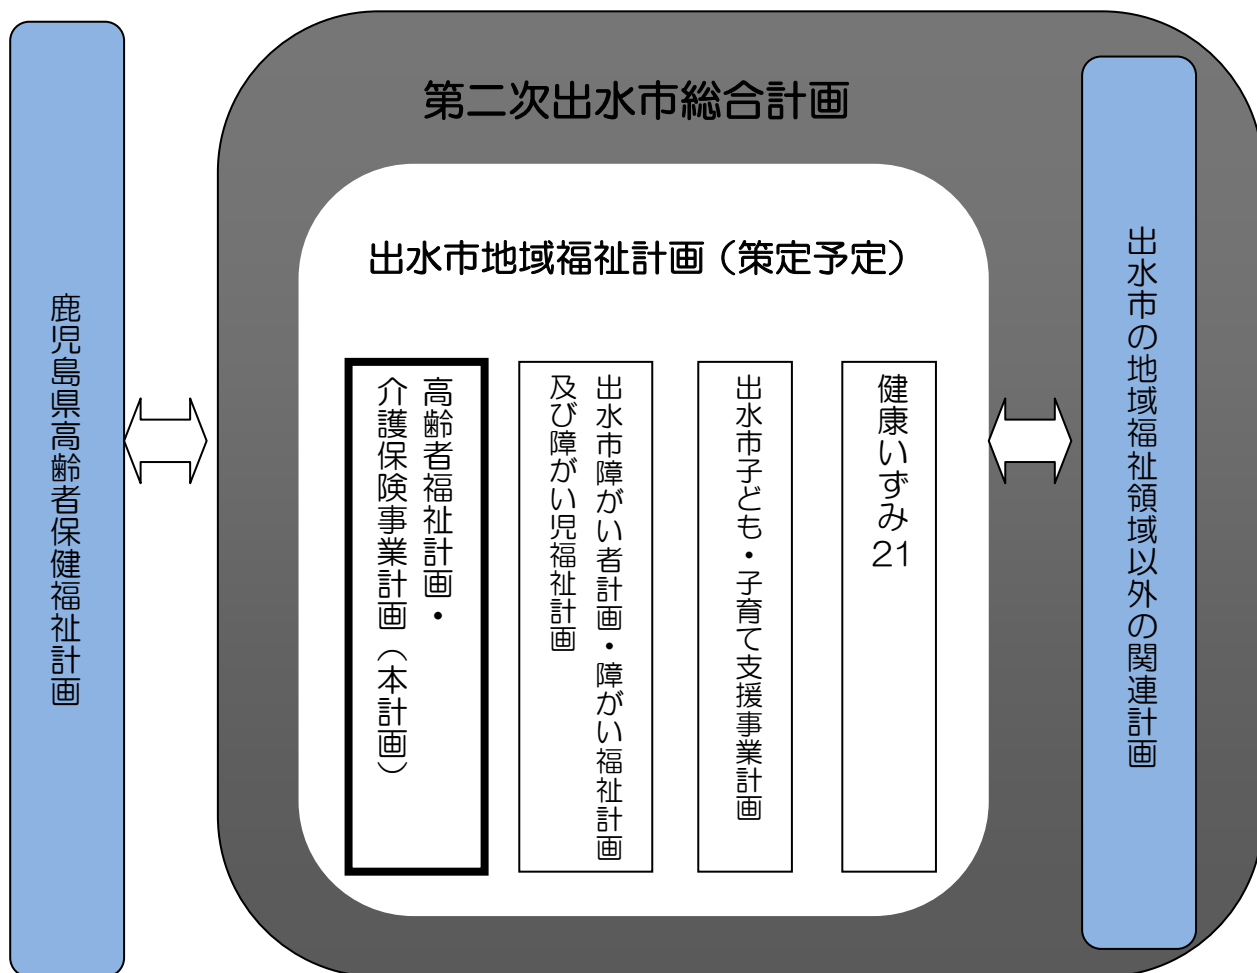 第二次出水市総合計画
出水市地域福祉計画（策定予定）
鹿児島県高齢者保健福祉計画
高齢者福祉計画・
介護保険事業計画（本計画）
出水市障がい者計画・障がい福祉計画
及び障がい児福祉計画
出水市子ども・子育て支援事業計画
健康いずみ21
出水市の地域福祉領域以外の関連計画